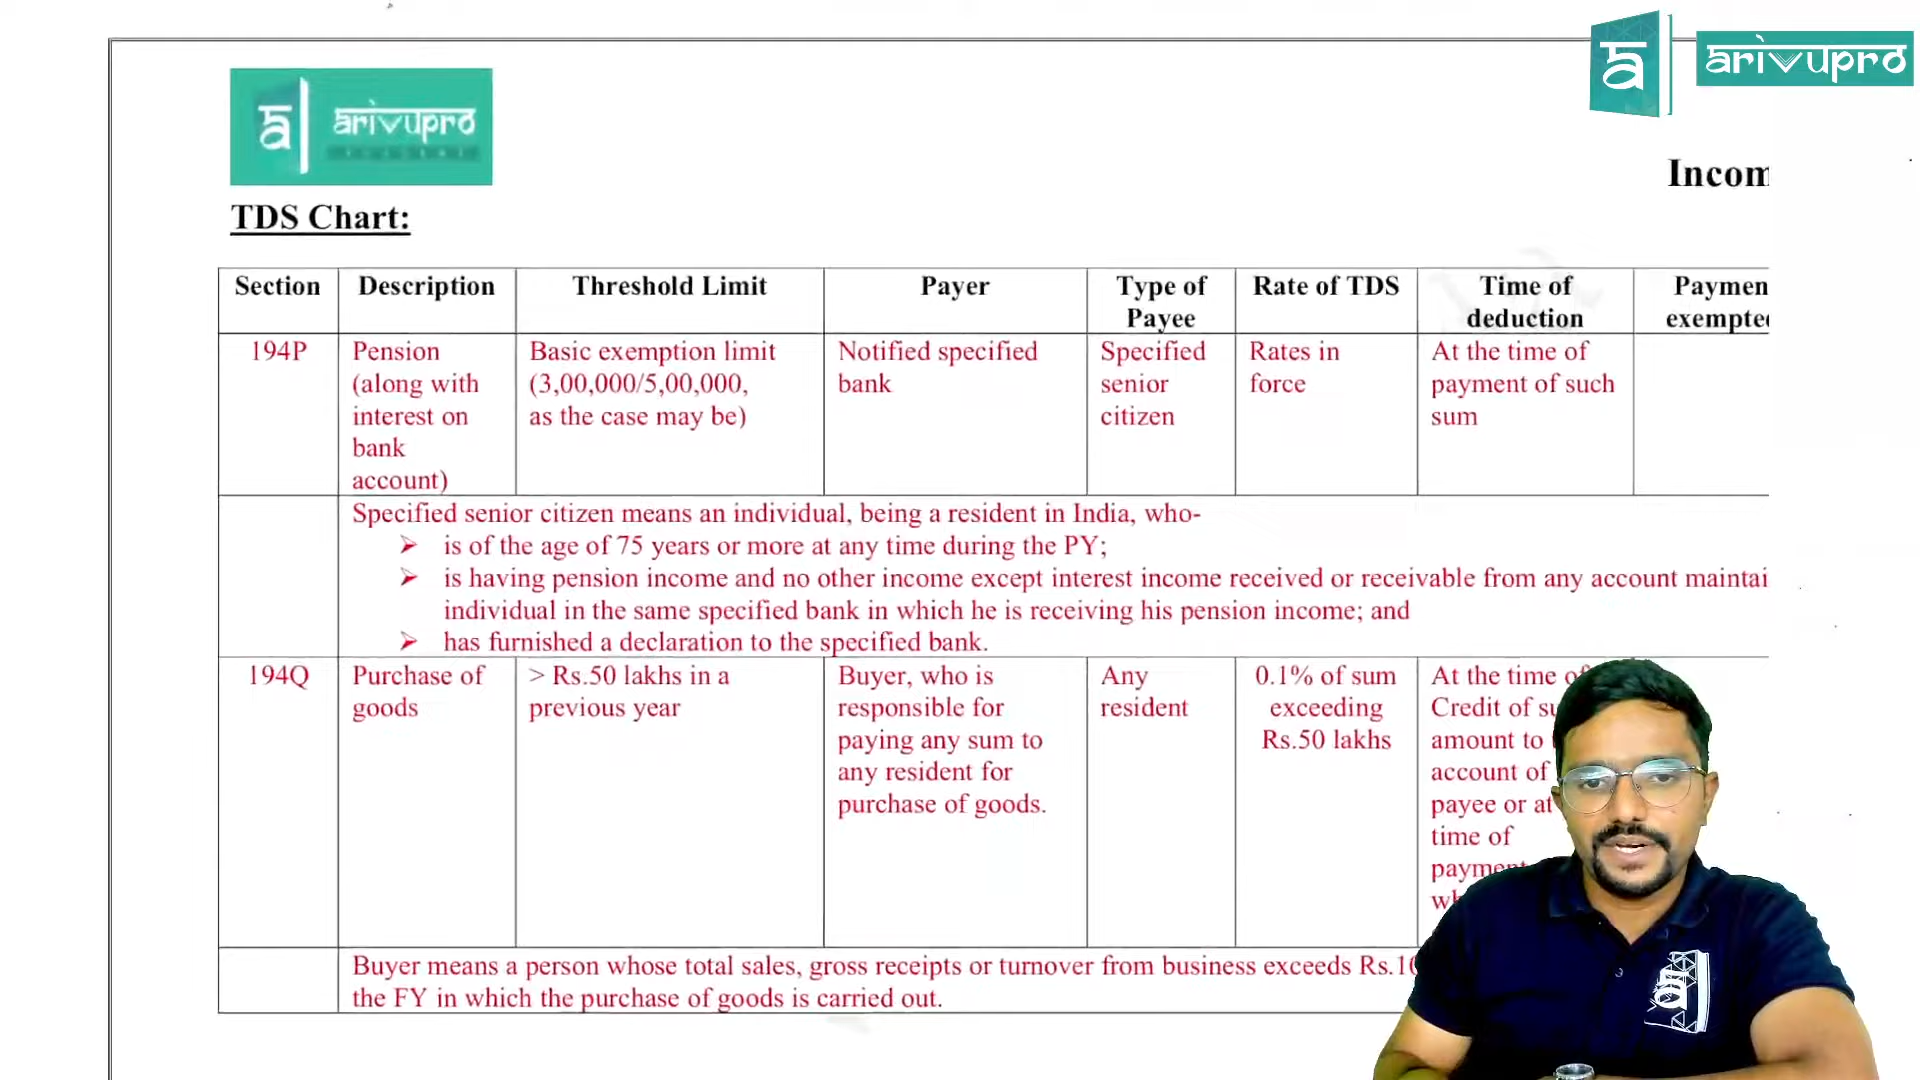 a arivupro
a arivupro
Incom
TDS Chart:
Section Description Threshold Limit Payer Type of Payee Rate of TDS Time of deduction Paymen exempte
194P
Pension
(along with
interest on
bank
account)
Basic exemption limit
(3,00,000/5,00,000,
as the case may be)
Notified specified
bank
Specified
senior
citizen
Rates in
force
At the time of
payment of such
sum
Specified senior citizen means an individual, being a resident in India, who-
➢ is of the age of 75 years or more at any time during the PY;
➢ is having pension income and no other income except interest income received or receivable from any account maintai
individual in the same specified bank in which he is receiving his pension income; and
➢ has furnished a declaration to the specified bank.
194Q
Purchase of
goods
> Rs.50 lakhs in a
previous year
Buyer, who is
responsible for
paying any sum to
any resident for
purchase of goods.
Any
resident
0.1% of sum
exceeding
Rs.50 lakhs
At the time o
Credit of su
amount to
account of
payee or at
time of
paymen
wh
Buyer means a person whose total sales, gross receipts or turnover from business exceeds Rs.10
the FY in which the purchase of goods is carried out.